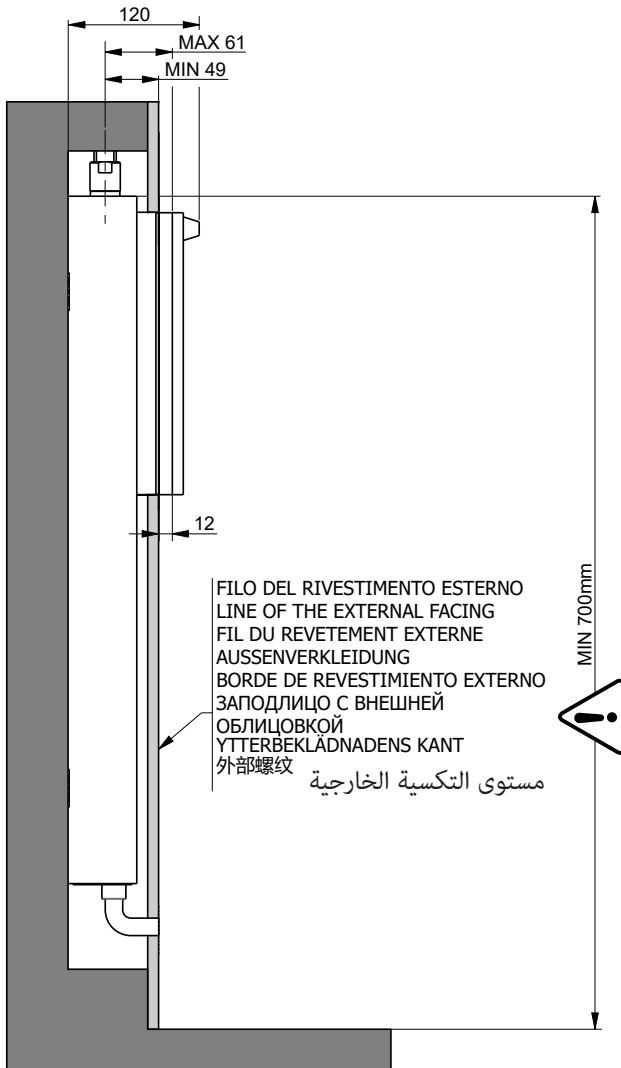 120
MAX 61
MIN 49
12
FILO DEL RIVESTIMENTO ESTERNO
LINE OF THE EXTERNAL FACING
FIL DU REVETEMENT EXTERNE
AUSSENVERKLEIDUNG
BORDE DE REVESTIMIENTO EXTERNO
ЗАПОДЛИЦО С ВНЕШНЕЙ
ОБЛИЦОВКОЙ
YTTERBEKLÄDNADENS KANT
外部螺纹
مستوى التكسية الخارجية
MIN 700mm